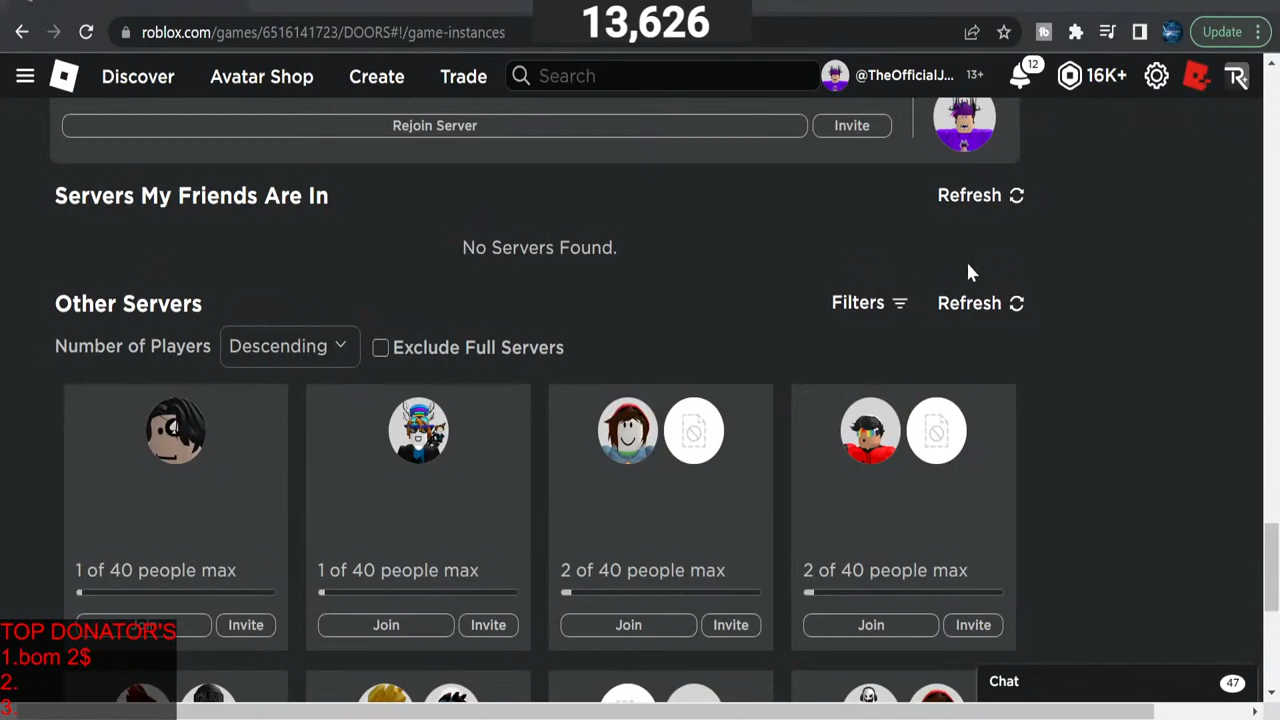 13,626
roblox.com/games/6516141723/DOORS#!/game-instances
Update
Discover
Avatar Shop
Create
Trade
Search
@TheOfficialJ...
13+
12
16K+
Rejoin Server
Invite
Servers My Friends Are In
Refresh
No Servers Found.
Other Servers
Filters
Refresh
Number of Players
Descending
Exclude Full Servers
1 of 40 people max
1 of 40 people max
2 of 40 people max
2 of 40 people max
Join
Invite
Join
Invite
Join
Invite
Join
Invite
TOP DONATOR'S
1.bom 2$
2.
3.
Chat
47